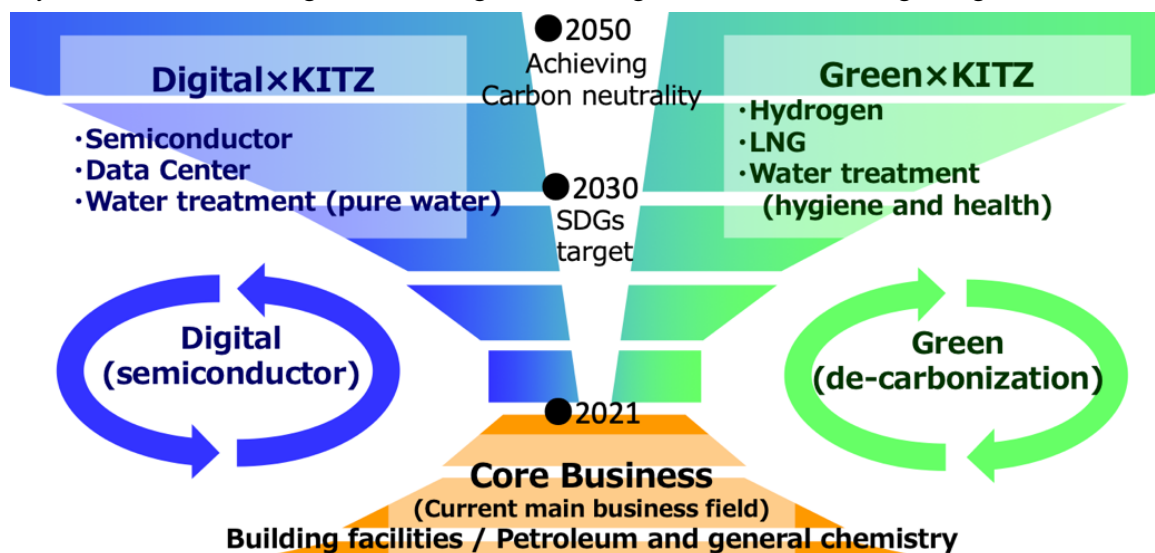 ●2050
Achieving
Carbon neutrality
Digital×KITZ
・Semiconductor
・Data Center
・Water treatment (pure water)
Green×KITZ
・Hydrogen
・LNG
・Water treatment
(hygiene and health)
●2030
SDGs
target
Digital
(semiconductor)
Green
(de-carbonization)
●2021
Core Business
(Current main business field)
Building facilities / Petroleum and general chemistry